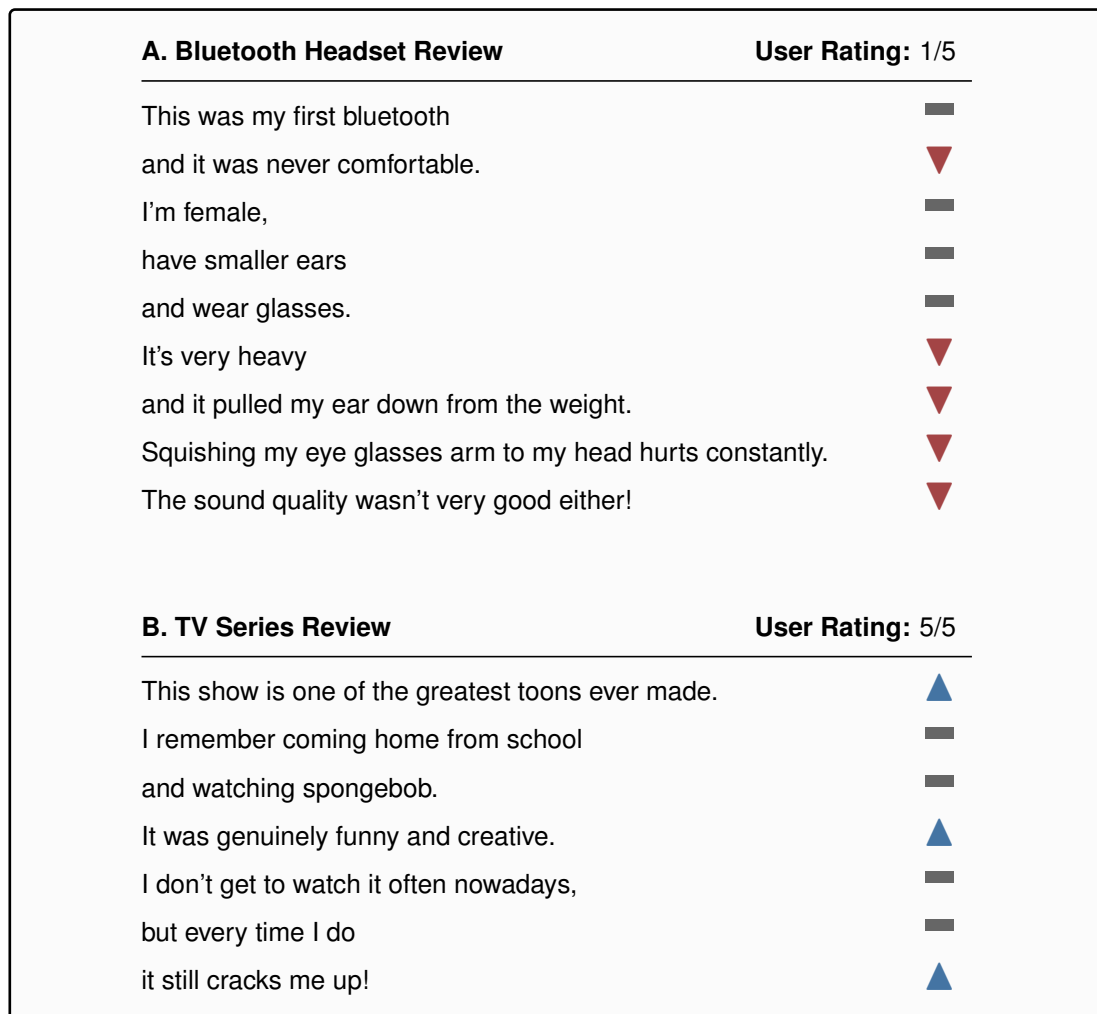 A. Bluetooth Headset Review User Rating: 1/5
This was my first bluetooth
and it was never comfortable.
I'm female,
have smaller ears
and wear glasses.
It's very heavy
and it pulled my ear down from the weight.
Squishing my eye glasses arm to my head hurts constantly.
The sound quality wasn't very good either!
B. TV Series Review User Rating: 5/5
This show is one of the greatest toons ever made.
I remember coming home from school
and watching spongebob.
It was genuinely funny and creative.
I don't get to watch it often nowadays,
but every time I do
it still cracks me up!